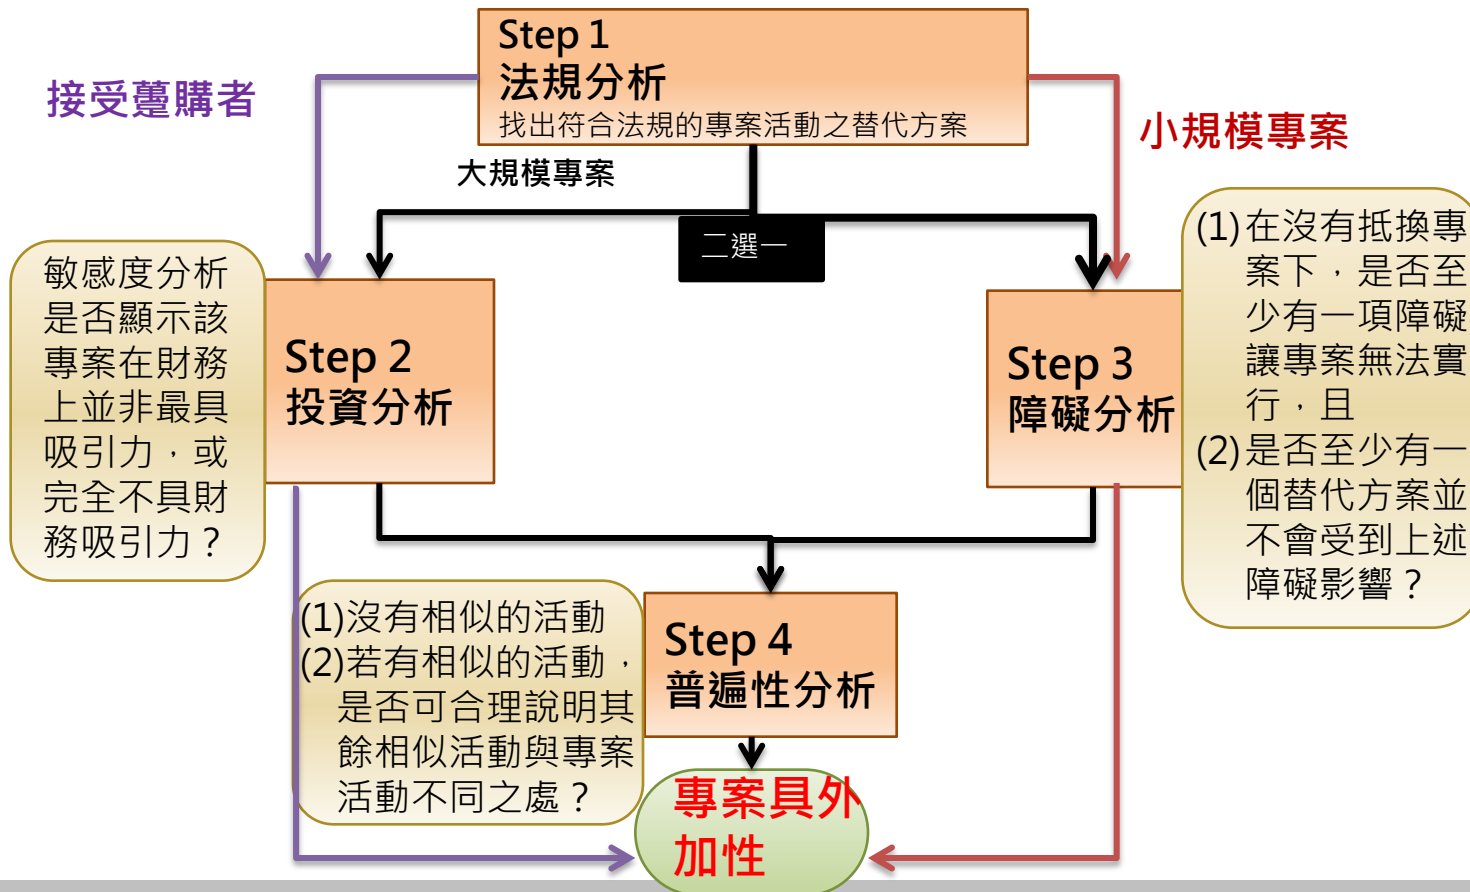 Step 1
法規分析
找出符合法規的專案活動之替代方案
接受躉購者
小規模專案
大規模專案
二選一
敏感度分析
是否顯示該
專案在財務
上並非最具
吸引力，或
完全不具財
務吸引力？
Step 2
投資分析
Step 3
障礙分析
(1)在沒有抵換專
案下，是否至
少有一項障礙
讓專案無法實
行，且
(2)是否至少有一
個替代方案並
不會受到上述
障礙影響？
(1)沒有相似的活動
(2)若有相似的活動，
是否可合理說明其
餘相似活動與專案
活動不同之處？
Step 4
普遍性分析
專案具外
加性